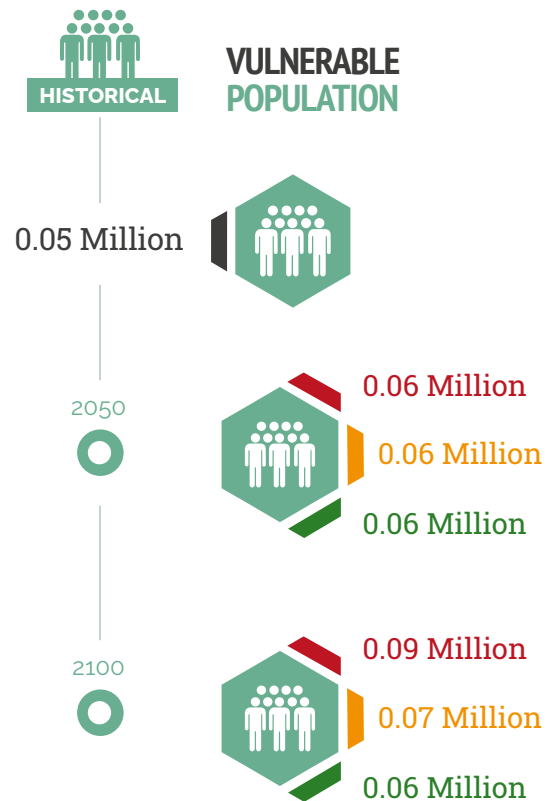 HISTORICAL
VULNERABLE
POPULATION
0.05 Million
2050
0.06 Million
0.06 Million
0.06 Million
2100
0.09 Million
0.07 Million
0.06 Million